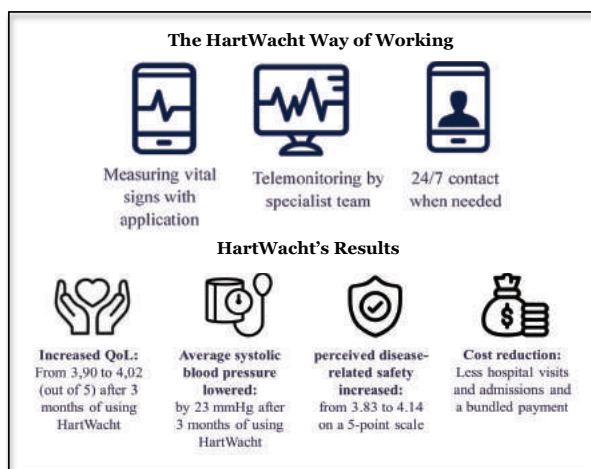 The HartWacht Way of Working
Measuring vital
signs with
application
Telemonitoring by
specialist team
24/7 contact
when needed
HartWacht's Results
Increased QoL:
From 3,90 to 4,02
(out of 5) after 3
months of using
HartWacht
Average systolic
blood pressure
lowered:
by 23 mmHg after
3 months of using
HartWacht
perceived disease-
related safety
increased:
from 3.83 to 4.14
on a 5-point scale
$
Cost reduction:
Less hospital visits
and admissions and
a bundled payment